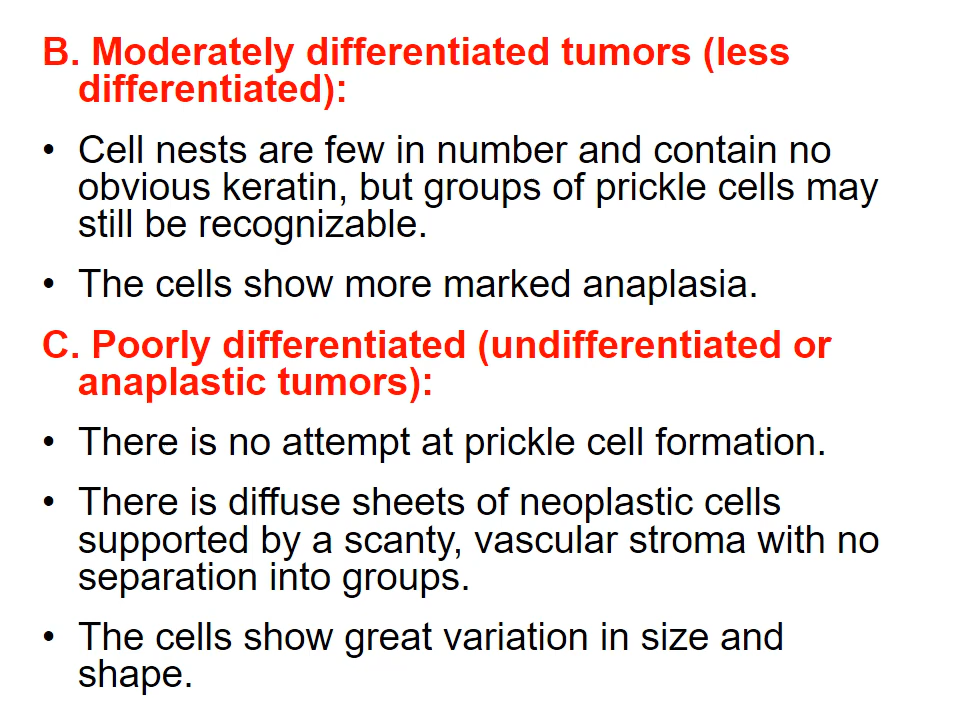 B. Moderately differentiated tumors (less
differentiated):
• Cell nests are few in number and contain no
obvious keratin, but groups of prickle cells may
still be recognizable.
• The cells show more marked anaplasia.
C. Poorly differentiated (undifferentiated or
anaplastic tumors):
• There is no attempt at prickle cell formation.
• There is diffuse sheets of neoplastic cells
supported by a scanty, vascular stroma with no
separation into groups.
• The cells show great variation in size and
shape.